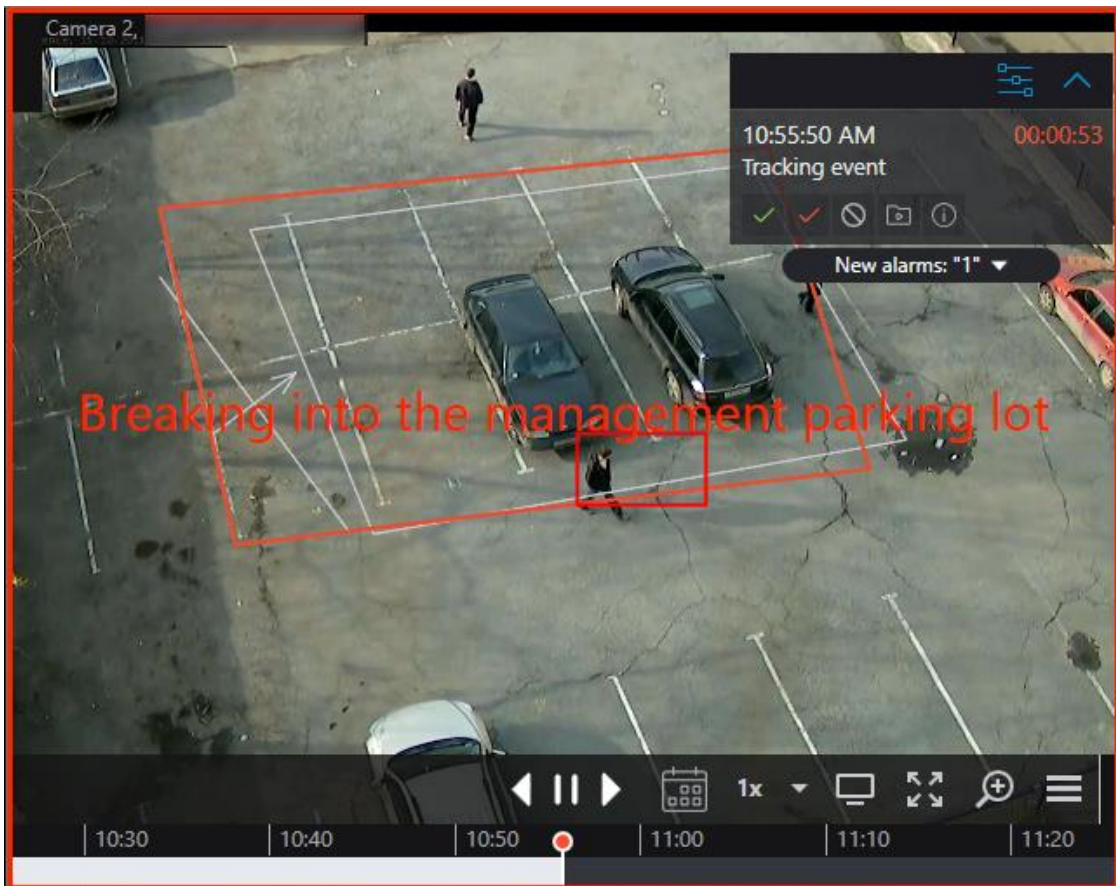 Camera 2,
10:55:50 AM 00:00:53
Tracking event
New alarms: "1"
Breaking into the management parking lot
1x
10:30 10:40 10:50 11:00 11:10 11:20